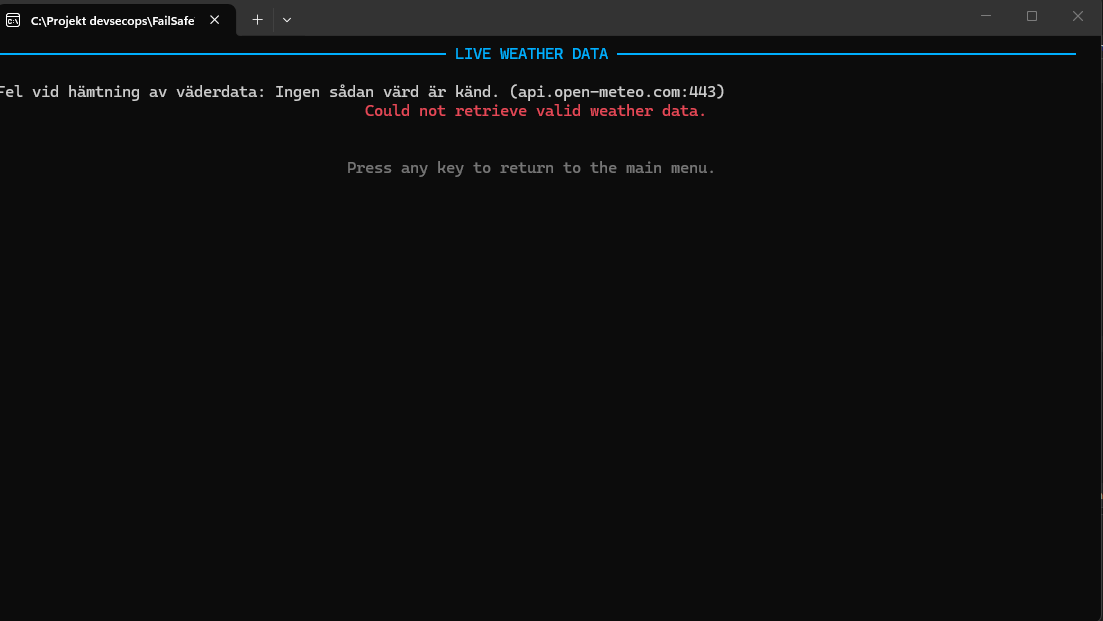 C:\Projekt devsecops\FailSafe
LIVE WEATHER DATA
Fel vid hämtning av väderdata: Ingen sådan värd är känd. (api.open-meteo.com:443)
Could not retrieve valid weather data.
Press any key to return to the main menu.